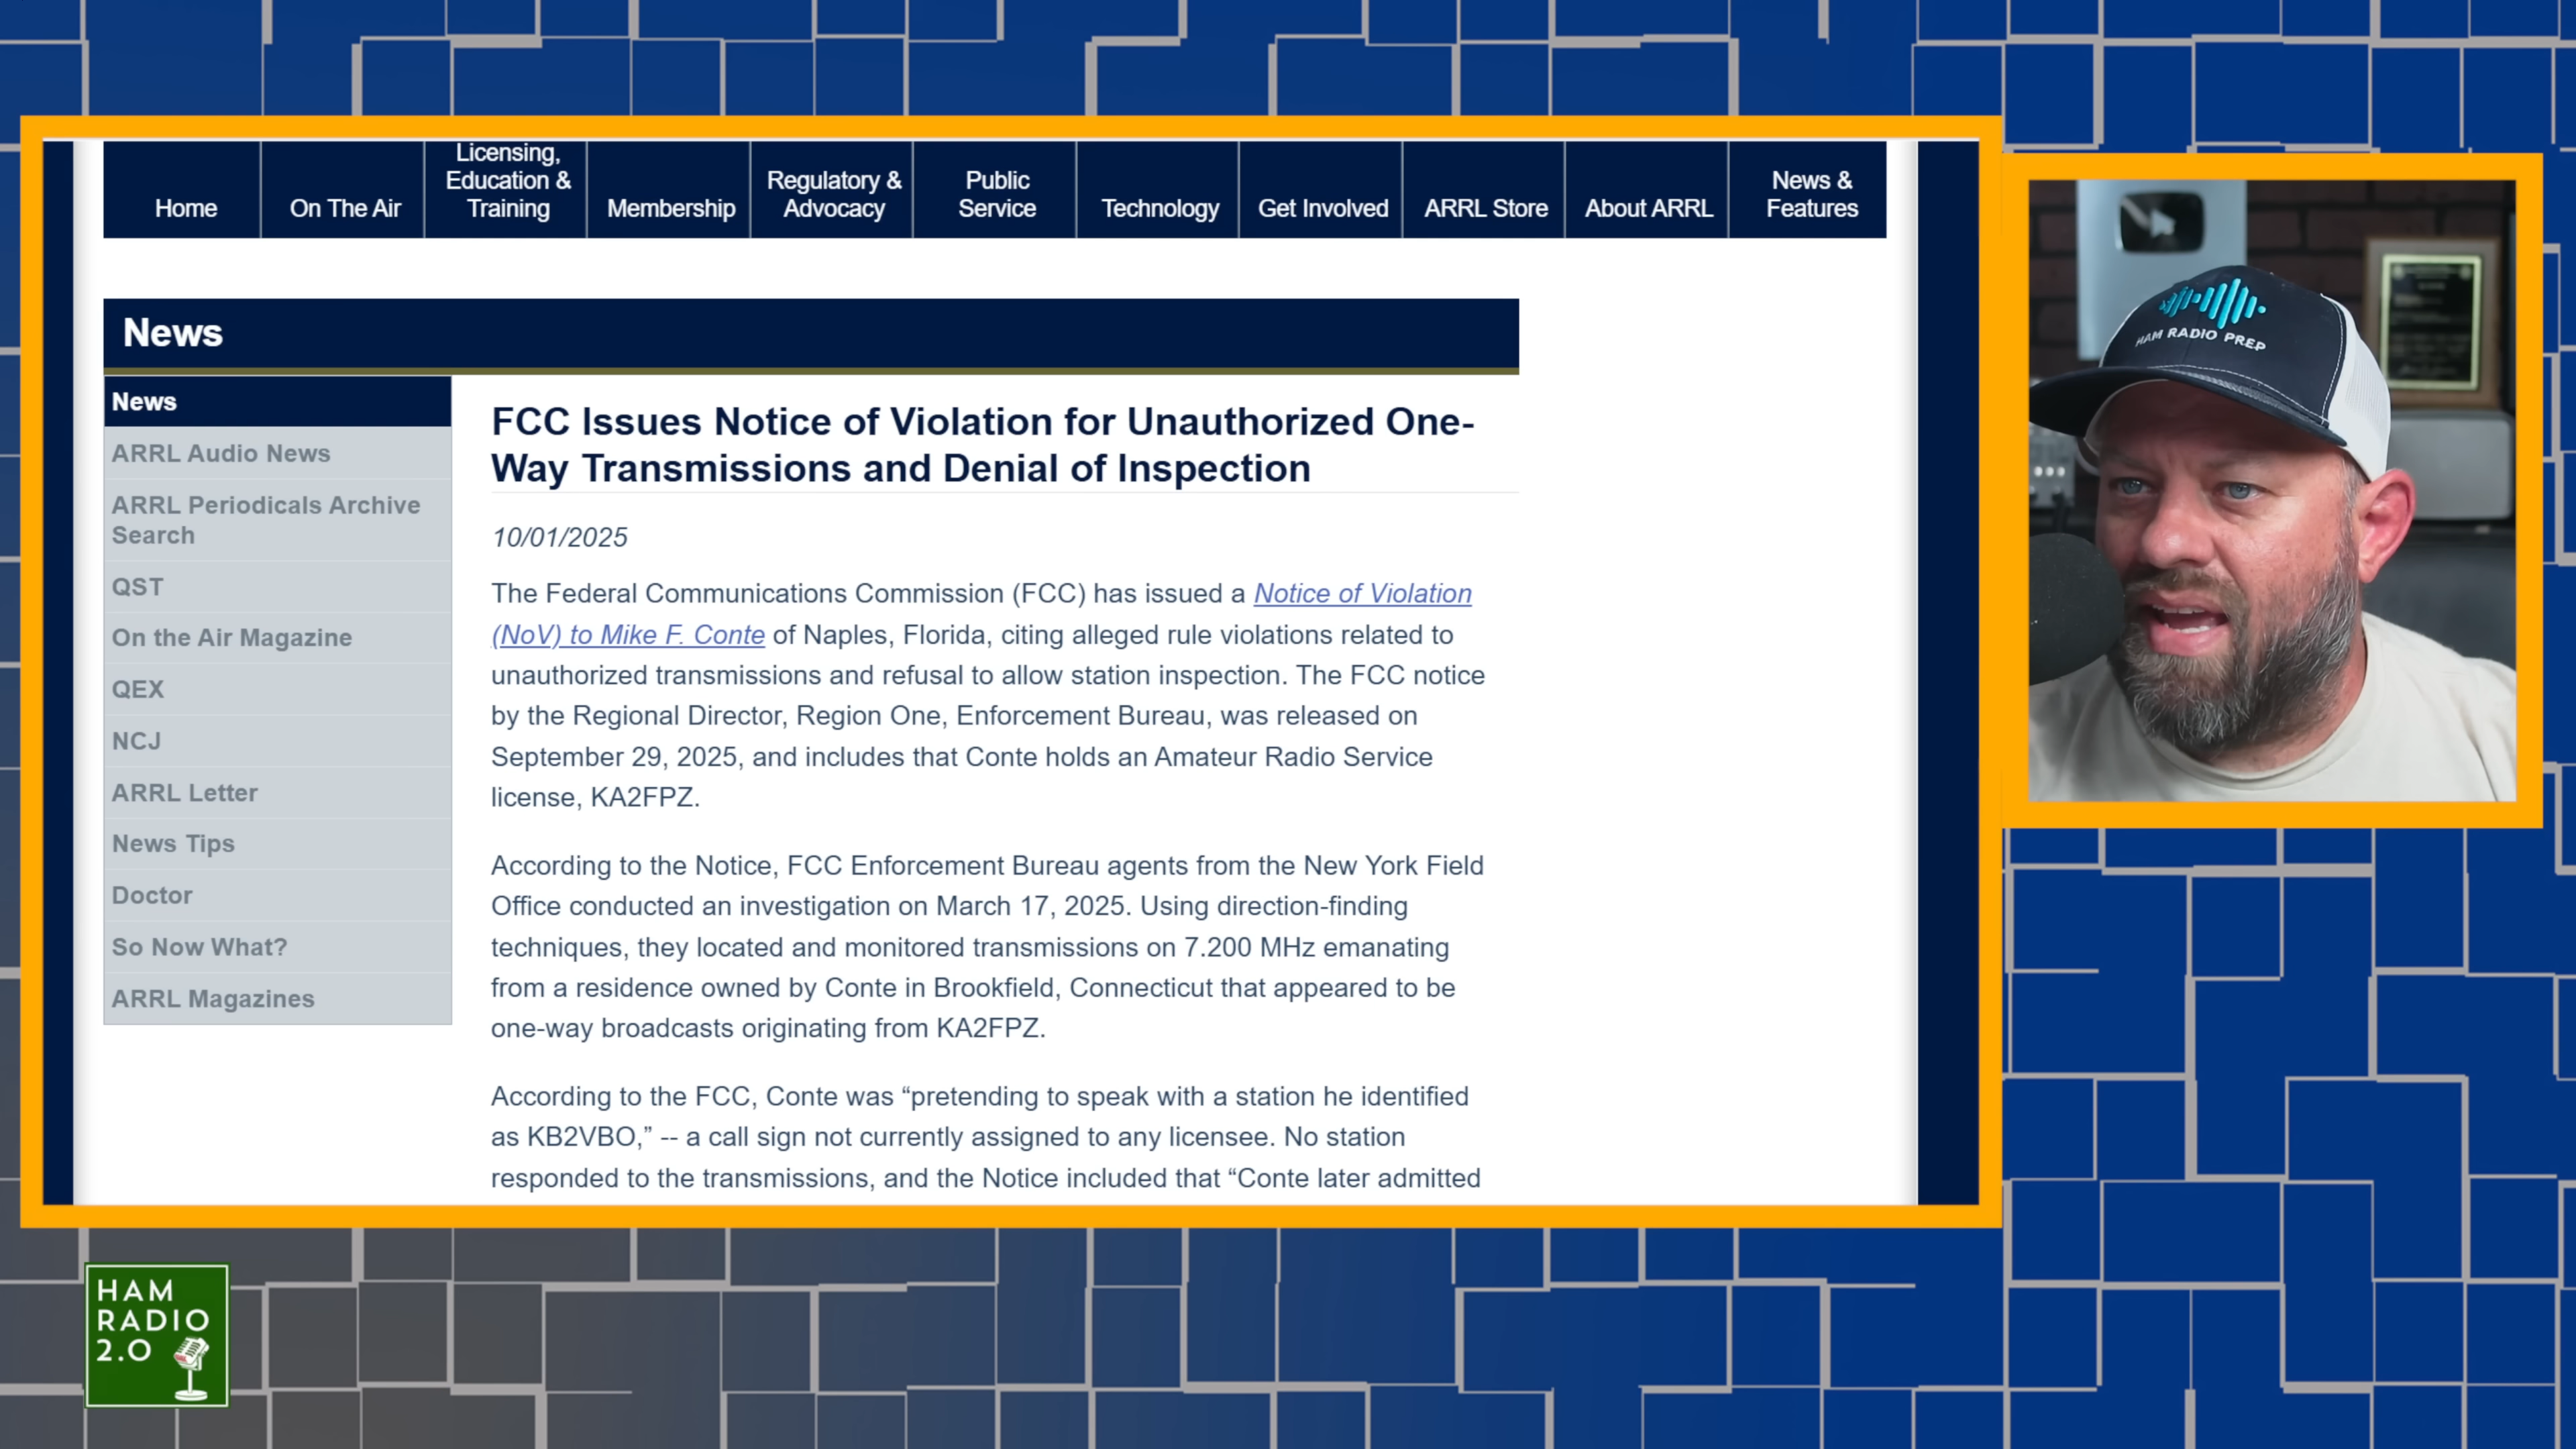 Home
On The Air
Licensing,
Education &
Training
Membership
Regulatory &
Advocacy
Public
Service
Technology
Get Involved
ARRL Store
About ARRL
News &
Features
News
News
ARRL Audio News
ARRL Periodicals Archive
Search
QST
On the Air Magazine
QEX
NCJ
ARRL Letter
News Tips
Doctor
So Now What?
ARRL Magazines
FCC Issues Notice of Violation for Unauthorized One-
Way Transmissions and Denial of Inspection
10/01/2025
The Federal Communications Commission (FCC) has issued a Notice of Violation
(NoV) to Mike F. Conte of Naples, Florida, citing alleged rule violations related to
unauthorized transmissions and refusal to allow station inspection. The FCC notice
by the Regional Director, Region One, Enforcement Bureau, was released on
September 29, 2025, and includes that Conte holds an Amateur Radio Service
license, KA2FPZ.
According to the Notice, FCC Enforcement Bureau agents from the New York Field
Office conducted an investigation on March 17, 2025. Using direction-finding
techniques, they located and monitored transmissions on 7.200 MHz emanating
from a residence owned by Conte in Brookfield, Connecticut that appeared to be
one-way broadcasts originating from KA2FPZ.
According to the FCC, Conte was “pretending to speak with a station he identified
as KB2VBO,” -- a call sign not currently assigned to any licensee. No station
responded to the transmissions, and the Notice included that “Conte later admitted
HAM RADIO PREP
HAM
RADIO
2.0